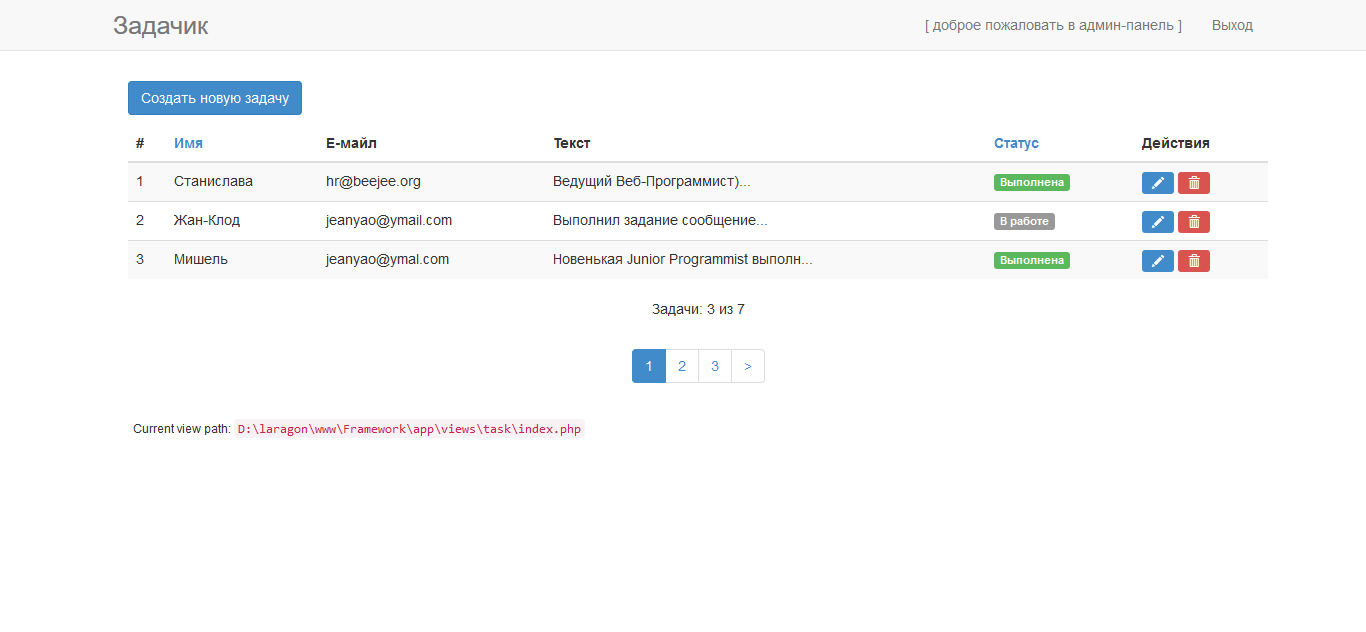 Задачик [ доброе пожаловать в админ-панель ] Выход
Создать новую задачу
# Имя Е-майл Текст Статус Действия
1 Станислава hr@beejee.org Ведущий Веб-Программист)... Выполнена
2 Жан-Клод jeanyao@ymail.com Выполнил задание сообщение... В работе
3 Мишель jeanyao@ymal.com Новенькая Junior Programmist выполн... Выполнена
Задачи: 3 из 7
1 2 3 >
Current view path: D:\laragon\www\Framework\app\views\task\index.php